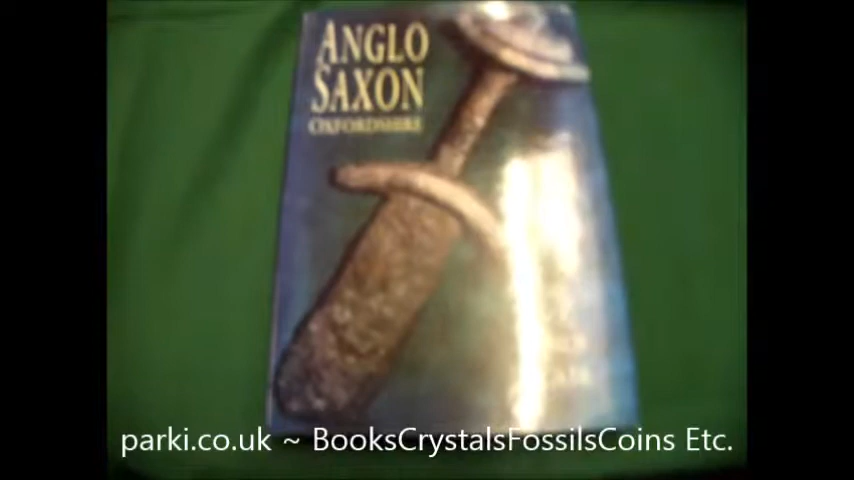 ANGLO
SAXON
OXFORDSHIRE
parki.co.uk ~ BooksCrystalsFossilsCoins Etc.